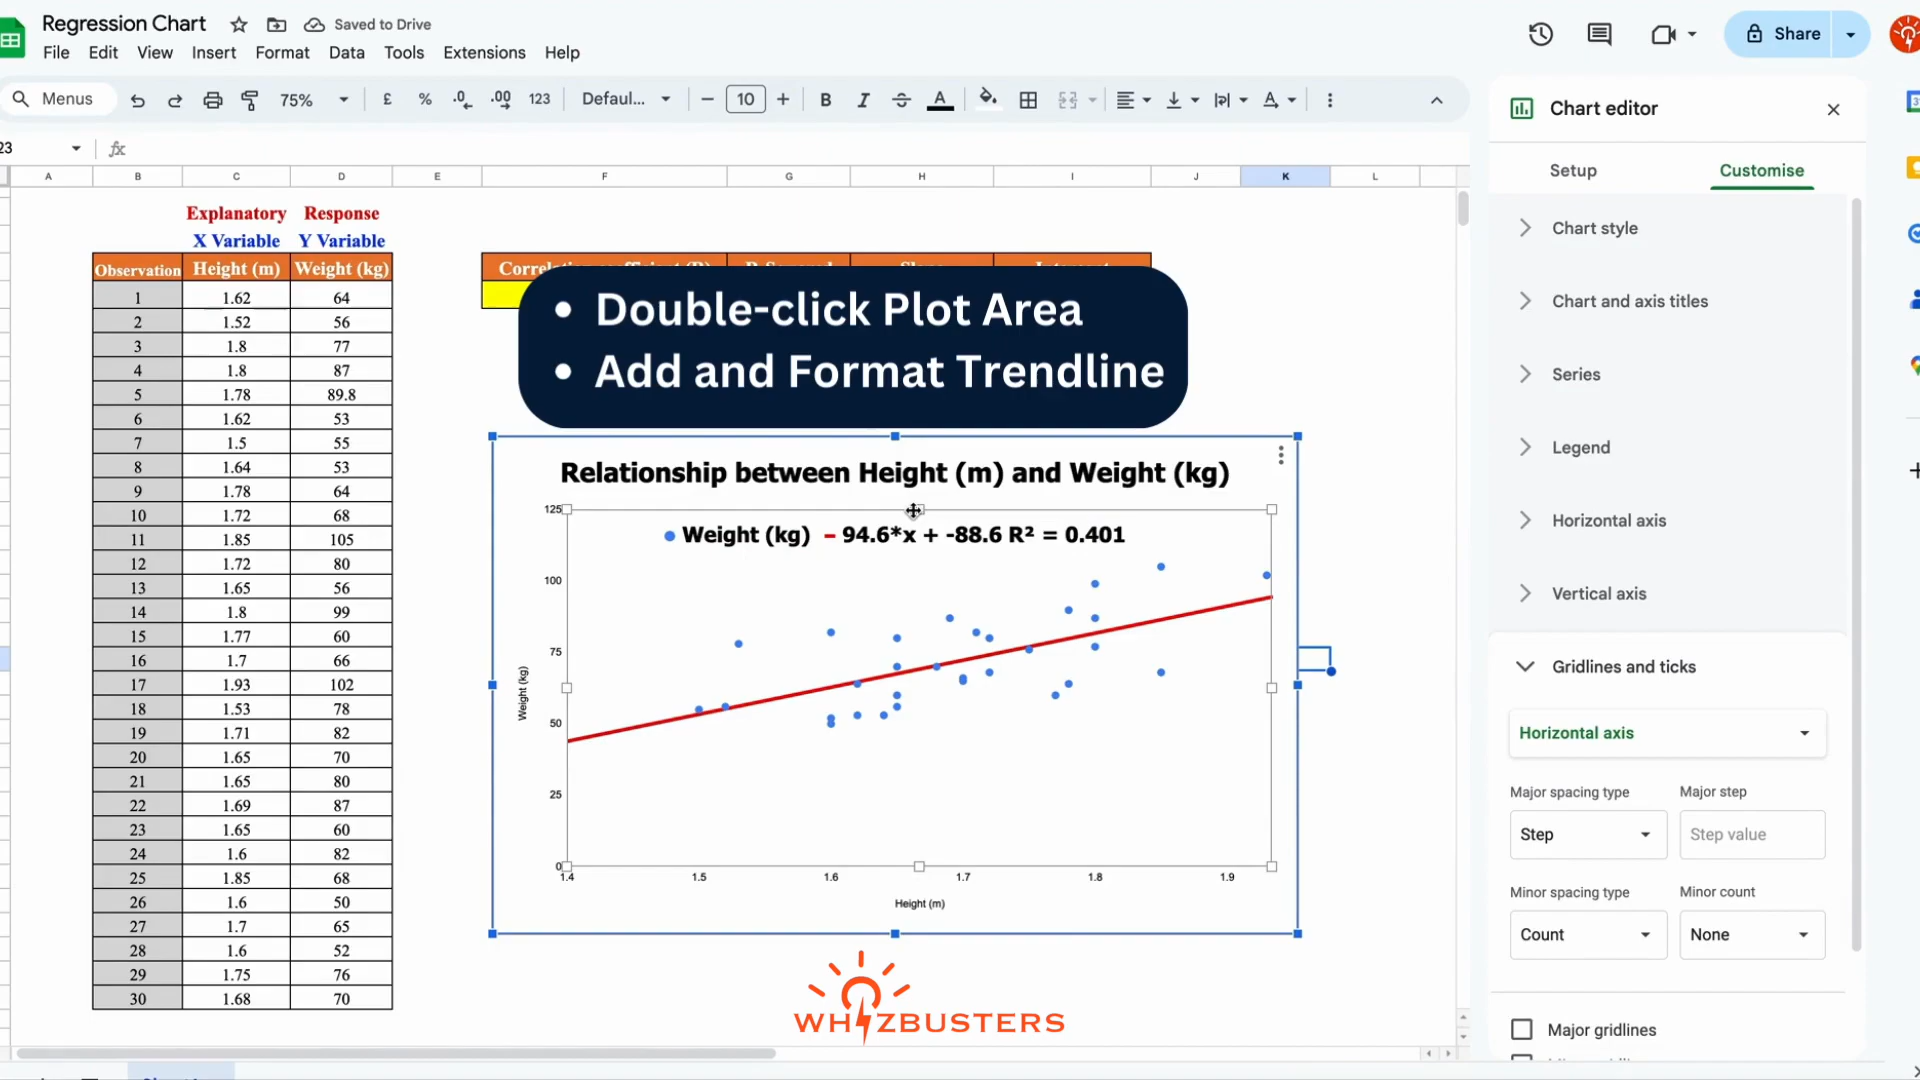 Regression Chart
Saved to Drive
File Edit View Insert Format Data Tools Extensions Help
Share
Menus
75%
£ % .0 .00 123
Defaul...
10
B I A
23
fx
A B C D E F G H I J K L
Explanatory Response
X Variable Y Variable
Observation Height (m) Weight (kg)
1 1.62 64
2 1.52 56
3 1.8 77
4 1.8 87
5 1.78 89.8
6 1.62 53
7 1.5 55
8 1.64 53
9 1.78 64
10 1.72 68
11 1.85 105
12 1.72 80
13 1.65 56
14 1.8 99
15 1.77 60
16 1.7 66
17 1.93 102
18 1.53 78
19 1.71 82
20 1.65 70
21 1.65 80
22 1.69 87
23 1.65 60
24 1.6 82
25 1.85 68
26 1.6 50
27 1.7 65
28 1.6 52
29 1.75 76
30 1.68 70
• Double-click Plot Area
• Add and Format Trendline
Relationship between Height (m) and Weight (kg)
Weight (kg) 94.6*x + -88.6 R² = 0.401
125
100
75
50
25
0
Weight (kg)
1.4 1.5 1.6 1.7 1.8 1.9
Height (m)
WHIZBUSTERS
Chart editor
Setup Customise
Chart style
Chart and axis titles
Series
Legend
Horizontal axis
Vertical axis
Gridlines and ticks
Horizontal axis
Major spacing type Major step
Step Step value
Minor spacing type Minor count
Count None
Major gridlines